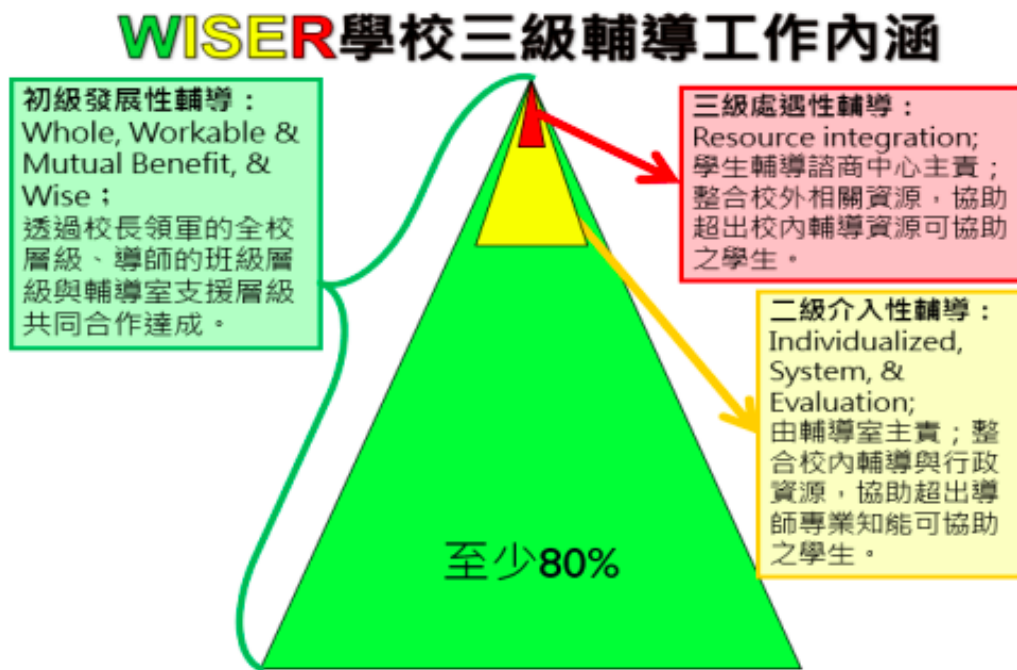 WISER學校三級輔導工作內涵
初級發展性輔導：
Whole, Workable &
Mutual Benefit, &
Wise；
透過校長領軍的全校
層級、導師的班級層
級與輔導室支援層級
共同合作達成。
三級處遇性輔導：
Resource integration;
學生輔導諮商中心主責；
整合校外相關資源，協助
超出校內輔導資源可協助
之學生。
二級介入性輔導：
Individualized,
System, &
Evaluation;
由輔導室主責；整
合校內輔導與行政
資源，協助超出導
師專業知能可協助
之學生。
至少80%